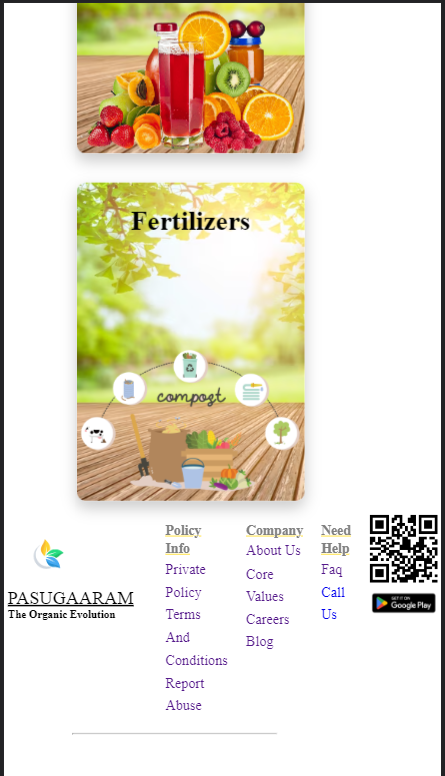 Fertilizers
compost
PASUGAARAM
The Organic Evolution
Policy
Info
Private
Policy
Terms
And
Conditions
Report
Abuse
Company
About Us
Core
Values
Careers
Blog
Need
Help
Faq
Call
Us
GET IT ON
Google Play